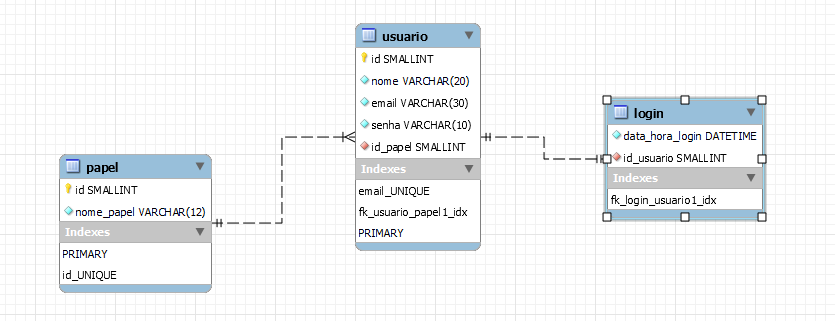 papel
id SMALLINT
nome_papel VARCHAR(12)
Indexes
PRIMARY
id_UNIQUE
usuario
id SMALLINT
nome VARCHAR(20)
email VARCHAR(30)
senha VARCHAR(10)
id_papel SMALLINT
Indexes
email_UNIQUE
fk_usuario_papel1_idx
PRIMARY
login
data_hora_login DATETIME
id_usuario SMALLINT
Indexes
fk_login_usuario1_idx